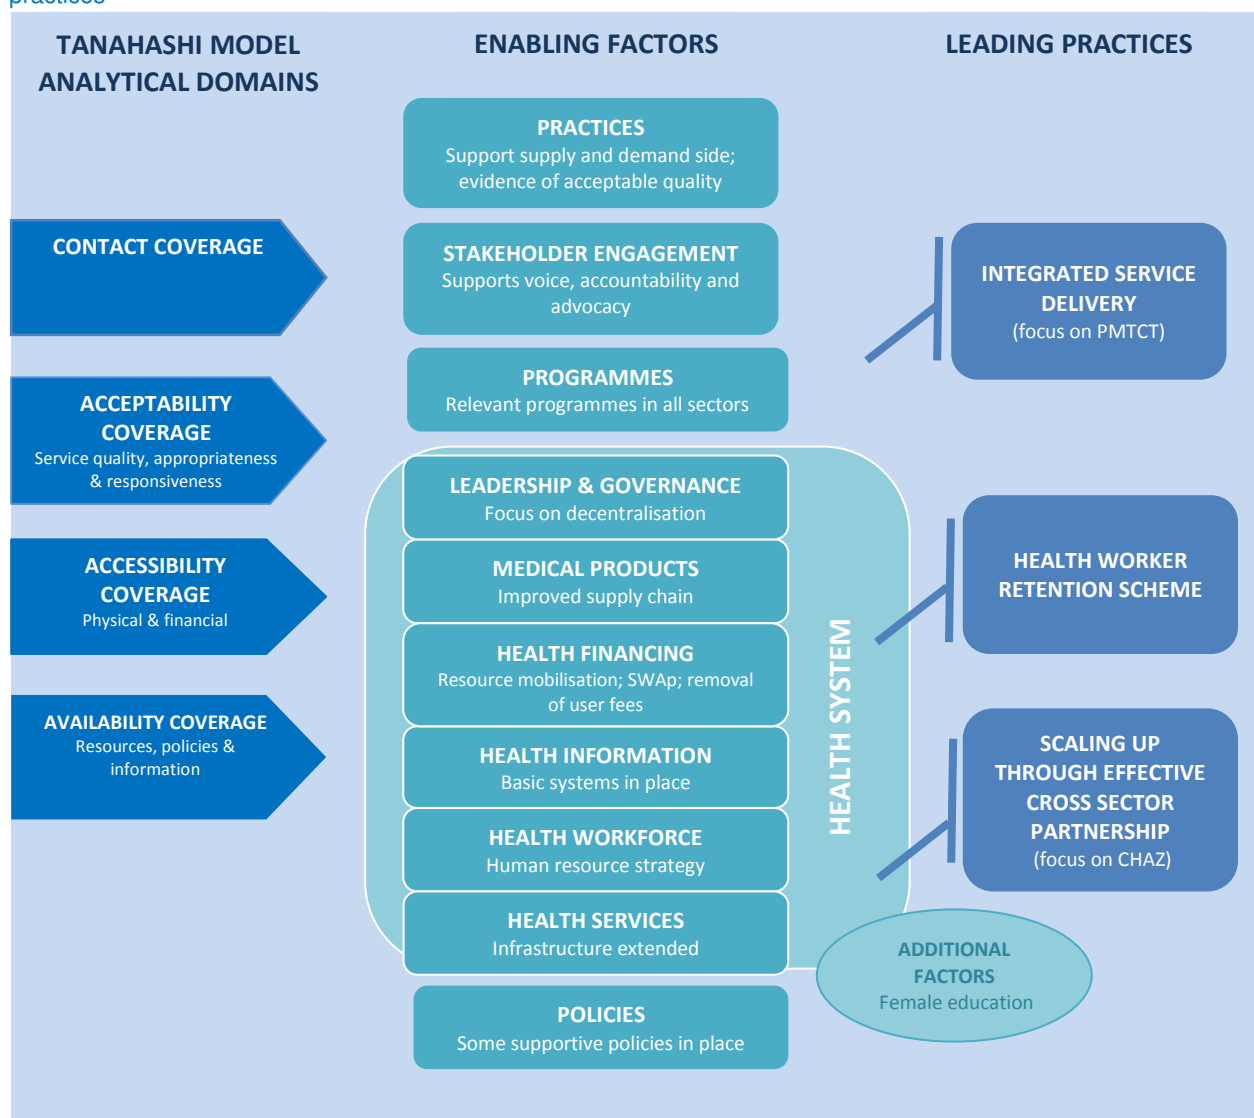 practices
TANAHASHI MODEL
ANALYTICAL DOMAINS
ENABLING FACTORS
LEADING PRACTICES
CONTACT COVERAGE
ACCEPTABILITY
COVERAGE
Service quality, appropriateness
& responsiveness
ACCESSIBILITY
COVERAGE
Physical & financial
AVAILABILITY COVERAGE
Resources, policies &
information
PRACTICES
Support supply and demand side;
evidence of acceptable quality
STAKEHOLDER ENGAGEMENT
Supports voice, accountability and
advocacy
PROGRAMMES
Relevant programmes in all sectors
LEADERSHIP & GOVERNANCE
Focus on decentralisation
MEDICAL PRODUCTS
Improved supply chain
HEALTH FINANCING
Resource mobilisation; SWAp; removal
of user fees
HEALTH INFORMATION
Basic systems in place
HEALTH WORKFORCE
Human resource strategy
HEALTH SERVICES
Infrastructure extended
POLICIES
Some supportive policies in place
HEALTH SYSTEM
INTEGRATED SERVICE
DELIVERY
(focus on PMTCT)
HEALTH WORKER
RETENTION SCHEME
SCALING UP
THROUGH EFFECTIVE
CROSS SECTOR
PARTNERSHIP
(focus on CHAZ)
ADDITIONAL
FACTORS
Female education